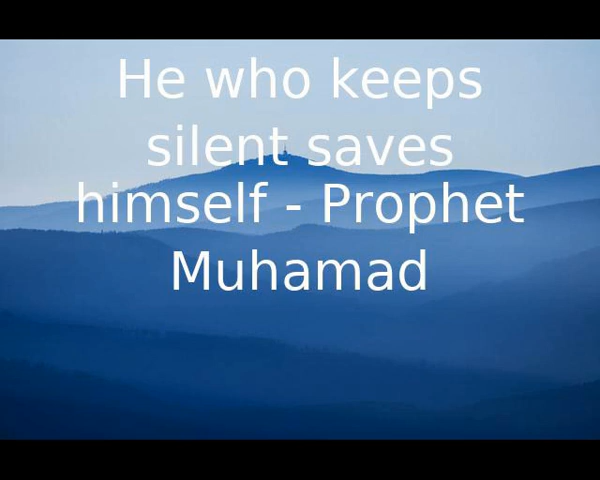 He who keeps
silent saves
himself - Prophet
Muhamad